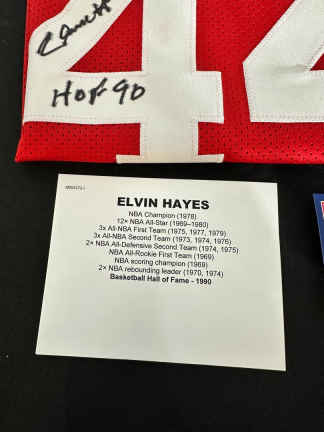 44
HOF 90
ELVIN HAYES
NBA Champion (1978)
12× NBA All-Star (1969–1980)
3x All-NBA First Team (1975, 1977, 1979)
3x All-NBA Second Team (1973, 1974, 1976)
2× NBA All-Defensive Second Team (1974, 1975)
NBA All-Rookie First Team (1969)
NBA scoring champion (1969)
2× NBA rebounding leader (1970, 1974)
Basketball Hall of Fame - 1990